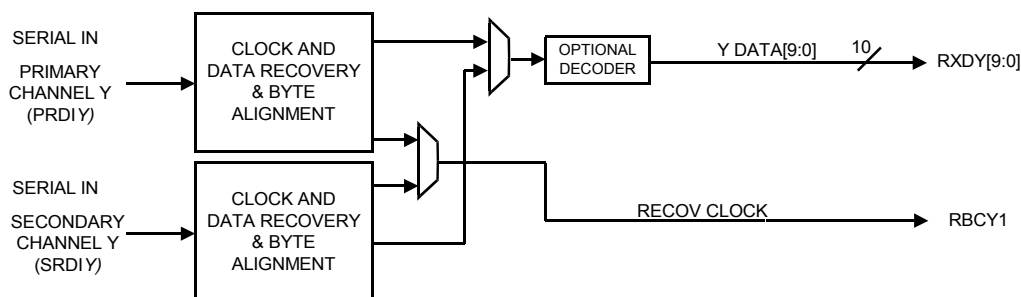 SERIAL IN
PRIMARY
CHANNEL Y
(PRDIY)
CLOCK AND
DATA RECOVERY
& BYTE
ALIGNMENT
OPTIONAL
DECODER
Y DATA[9:0]
10
RXDY[9:0]
SERIAL IN
SECONDARY
CHANNEL Y
(SRDIY)
CLOCK AND
DATA RECOVERY
& BYTE
ALIGNMENT
RECOV CLOCK
RBCY1